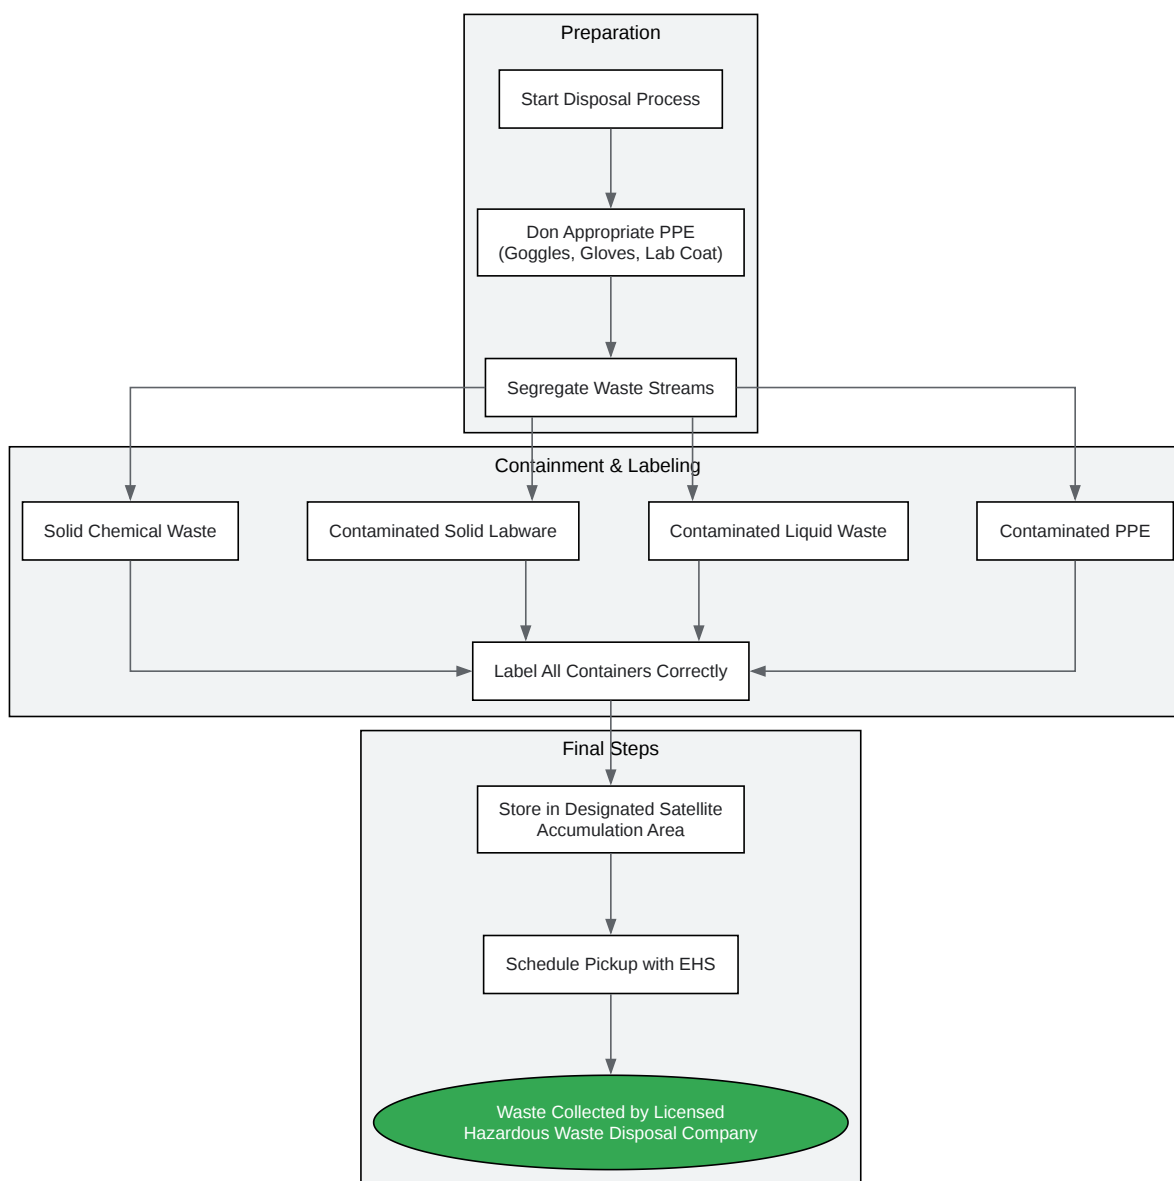 Preparation
Start Disposal Process
Don Appropriate PPE
(Goggles, Gloves, Lab Coat)
Segregate Waste Streams
Containment & Labeling
Solid Chemical Waste
Contaminated Solid Labware
Contaminated Liquid Waste
Contaminated PPE
Label All Containers Correctly
Final Steps
Store in Designated Satellite
Accumulation Area
Schedule Pickup with EHS
Waste Collected by Licensed
Hazardous Waste Disposal Company